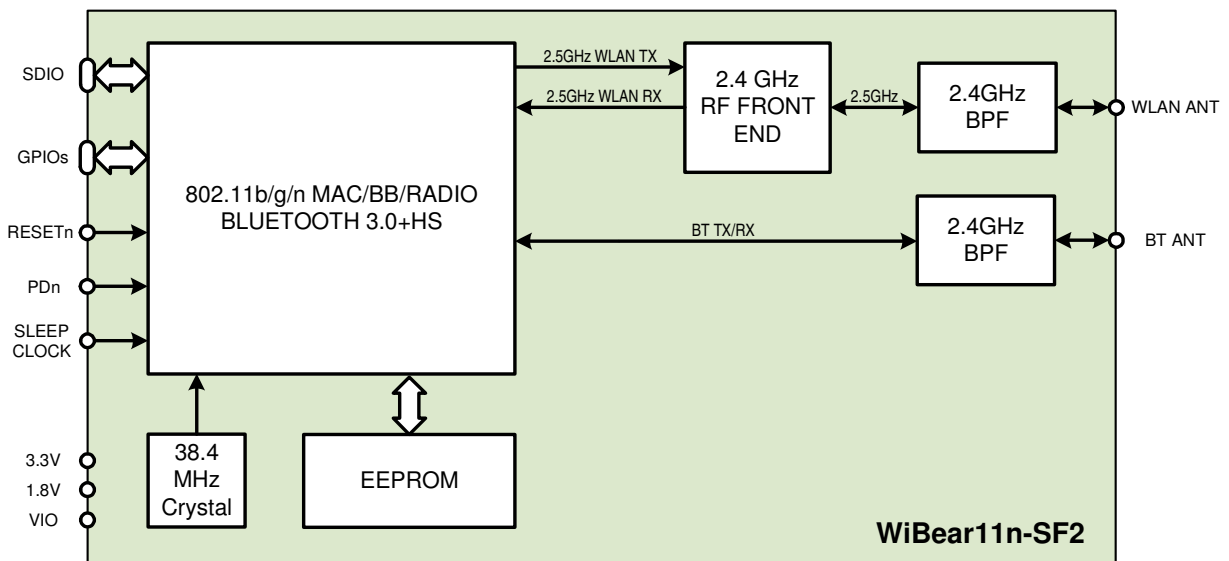 SDIO
GPIOs
RESETn
PDn
SLEEP
CLOCK
3.3V
1.8V
VIO
802.11b/g/n MAC/BB/RADIO
BLUETOOTH 3.0+HS
38.4
MHz
Crystal
EEPROM
2.5GHz WLAN TX
2.5GHz WLAN RX
2.4 GHz
RF FRONT
END
2.5GHz
2.4GHz
BPF
WLAN ANT
BT TX/RX
2.4GHz
BPF
BT ANT
WiBear11n-SF2